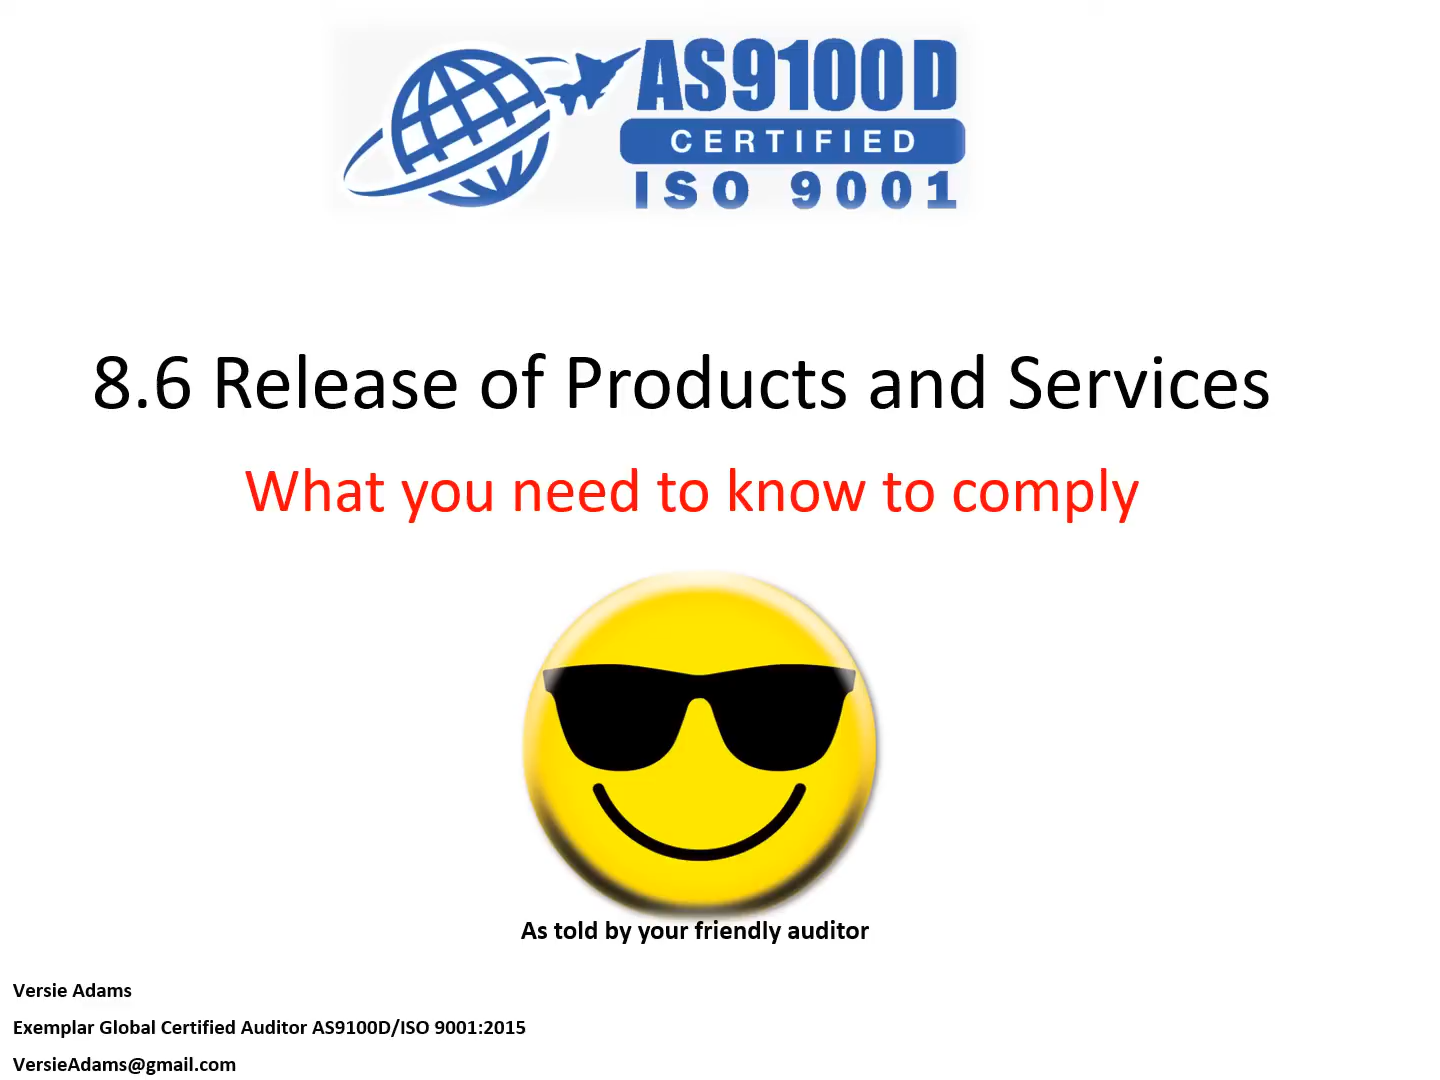 AS9100D
CERTIFIED
ISO 9001
8.6 Release of Products and Services
What you need to know to comply
As told by your friendly auditor
Versie Adams
Exemplar Global Certified Auditor AS9100D/ISO 9001:2015
VersieAdams@gmail.com